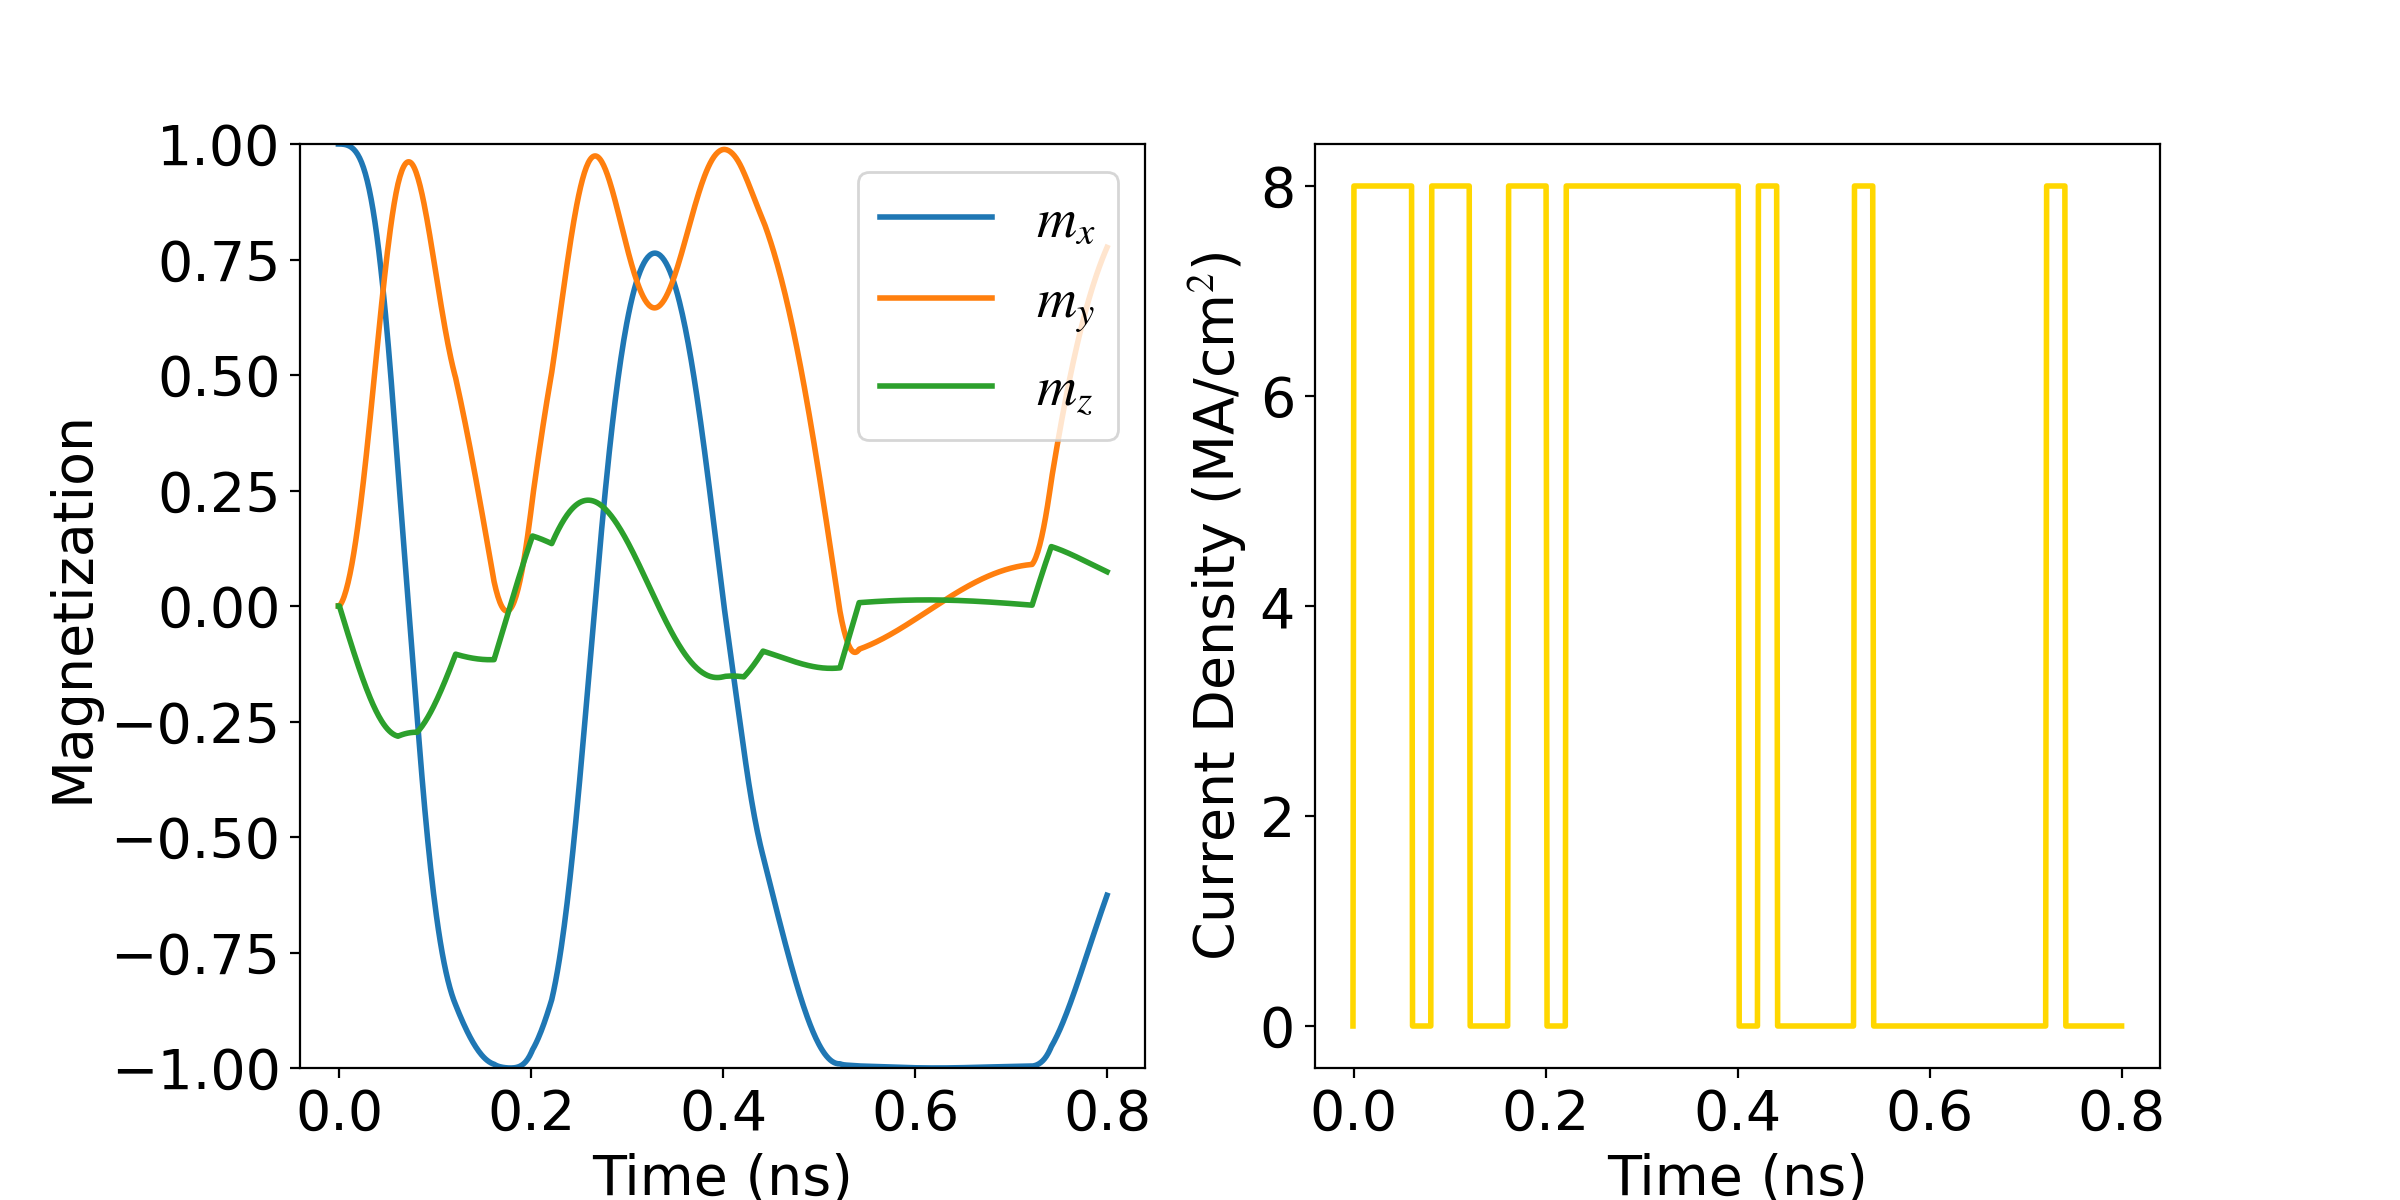 1.00
0.75
0.50
0.25
0.00
−0.25
−0.50
−0.75
−1.00
Magnetization
0.0 0.2 0.4 0.6 0.8
Time (ns)
m_x
m_y
m_z
8
6
4
2
0
Current Density (MA/cm²)
0.0 0.2 0.4 0.6 0.8
Time (ns)